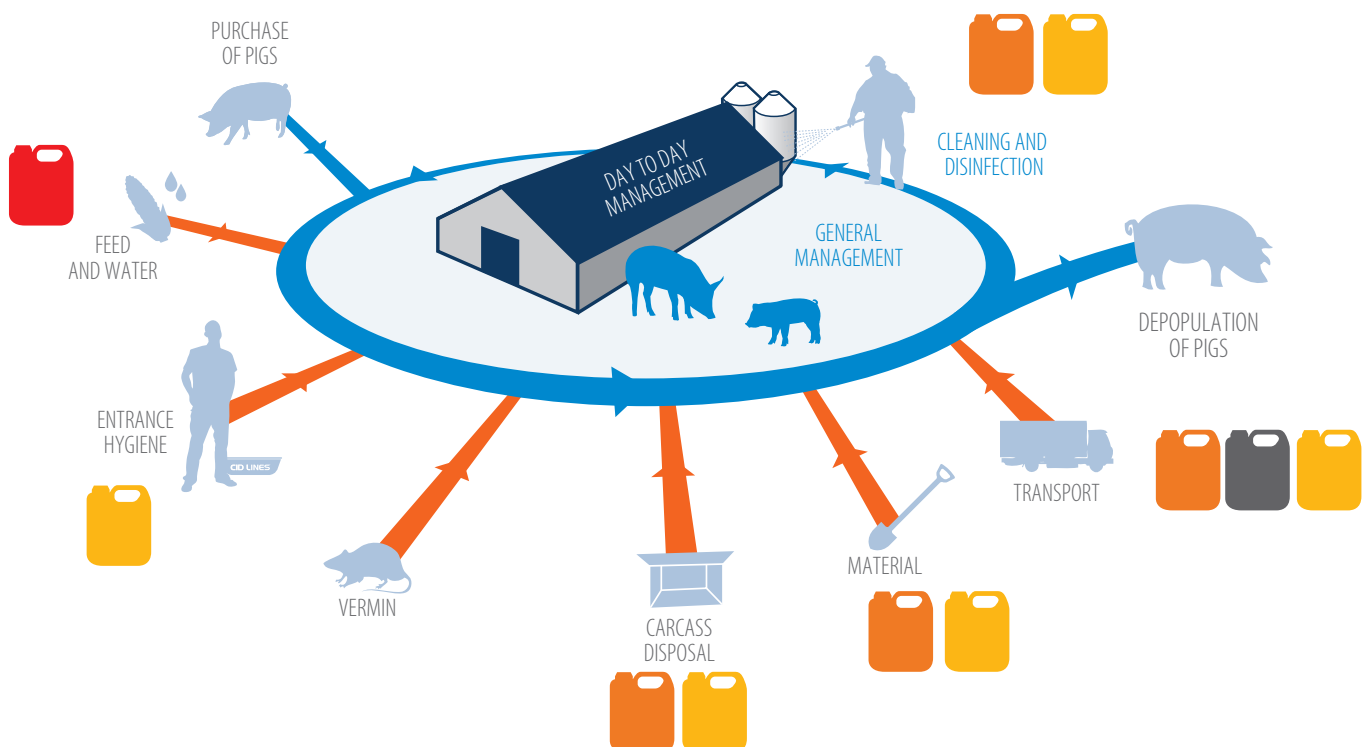 PURCHASE
OF PIGS
DAY TO DAY
MANAGEMENT
CLEANING AND
DISINFECTION
FEED
AND WATER
GENERAL
MANAGEMENT
DEPOPULATION
OF PIGS
ENTRANCE
HYGIENE
CID LINES
TRANSPORT
MATERIAL
VERMIN
CARCASS
DISPOSAL